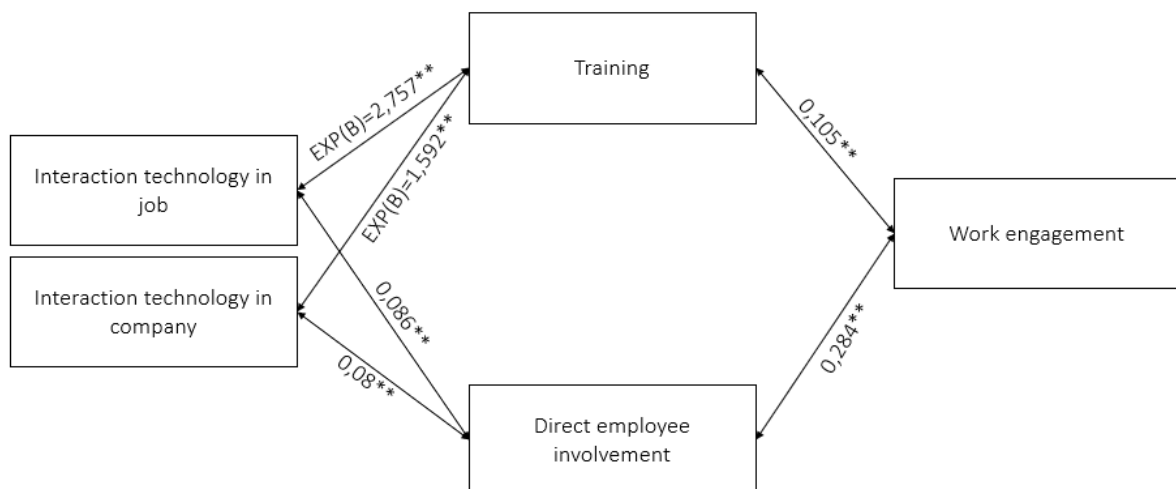 Training
EXP(B)=2,757**
EXP(B)=1,592**
0,105**
Interaction technology in
job
Work engagement
Interaction technology in
company
0,086**
0,08**
0,284**
Direct employee
involvement